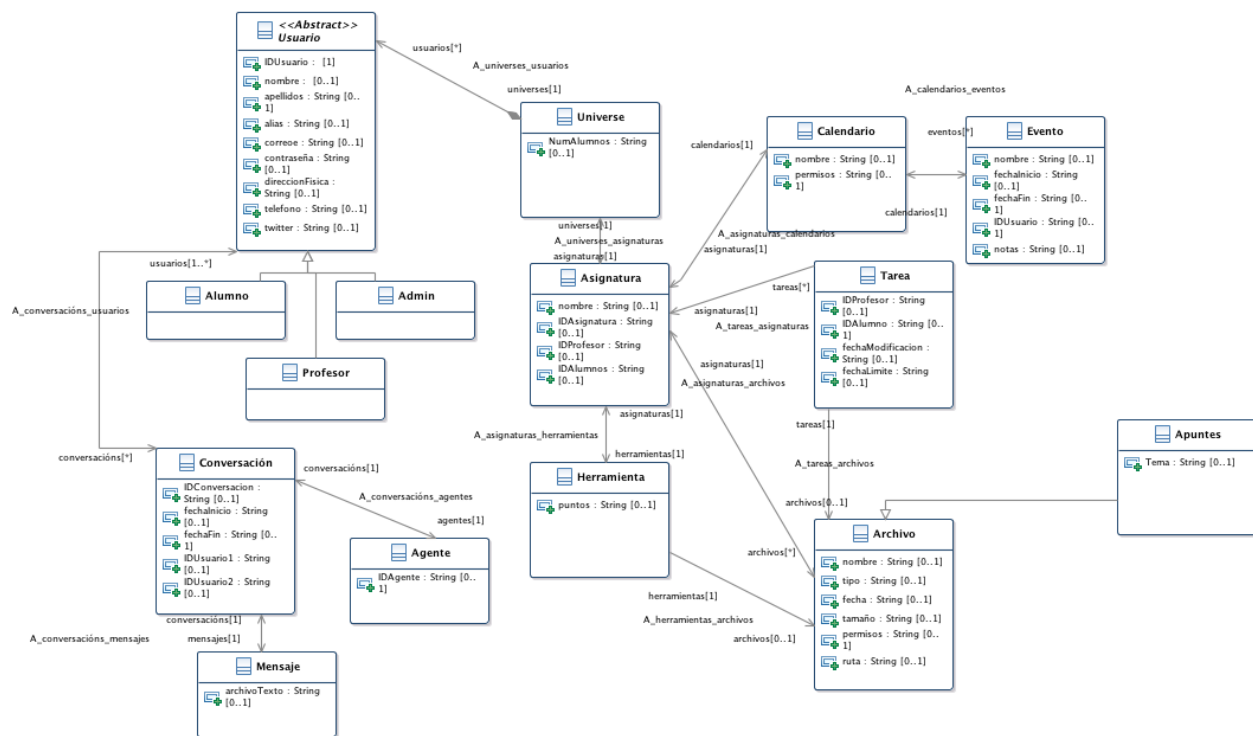 <<Abstract>>
Usuario
IDUsuario : [1]
nombre : [0..1]
apellidos : String [0..
1]
alias : String [0..1]
correoe : String [0..1]
contraseña : String
[0..1]
direccionFisica :
String [0..1]
telefono : String [0..1]
twitter : String [0..1]
usuarios[*]
A_universes_usuarios
universes[1]
Universe
NumAlumnos : String
[0..1]
universes[1]
A_universes_asignaturas
asignaturas[1]
A_calendarios_eventos
calendarios[1]
Calendario
nombre : String [0..1]
permisos : String [0..
1]
eventos[*]
calendarios[1]
Evento
nombre : String [0..1]
fechaInicio : String
[0..1]
fechaFin : String [0..
1]
IDUsuario : String
[0..1]
notas : String [0..1]
A_asignaturas_calendarios
asignaturas[1]
usuarios[1..*]
A_conversacións_usuarios
Alumno
Admin
Profesor
Asignatura
nombre : String [0..1]
IDAsignatura : String
[0..1]
IDProfesor : String
[0..1]
IDAlumnos : String
[0..1]
tareas[*]
asignaturas[1]
A_tareas_asignaturas
Tarea
IDProfesor : String
[0..1]
IDAlumno : String [0..
1]
fechaModificacion :
String [0..1]
fechaLimite : String
[0..1]
asignaturas[1]
A_asignaturas_archivos
asignaturas[1]
A_asignaturas_herramientas
herramientas[1]
tareas[1]
A_tareas_archivos
archivos[0..1]
Apuntes
Tema : String [0..1]
conversacións[*]
Conversación
IDConversacion :
String [0..1]
fechaInicio : String
[0..1]
fechaFin : String [0..
1]
IDUsuario1 : String
[0..1]
IDUsuario2 : String
[0..1]
conversacións[1]
A_conversacións_agentes
agentes[1]
Agente
IDAgente : String [0..
1]
Herramienta
puntos : String [0..1]
archivos[*]
herramientas[1]
A_herramientas_archivos
archivos[0..1]
Archivo
nombre : String [0..1]
tipo : String [0..1]
fecha : String [0..1]
tamaño : String [0..1]
permisos : String [0..
1]
ruta : String [0..1]
conversacións[1]
A_conversacións_mensajes
mensajes[1]
Mensaje
archivoTexto : String
[0..1]